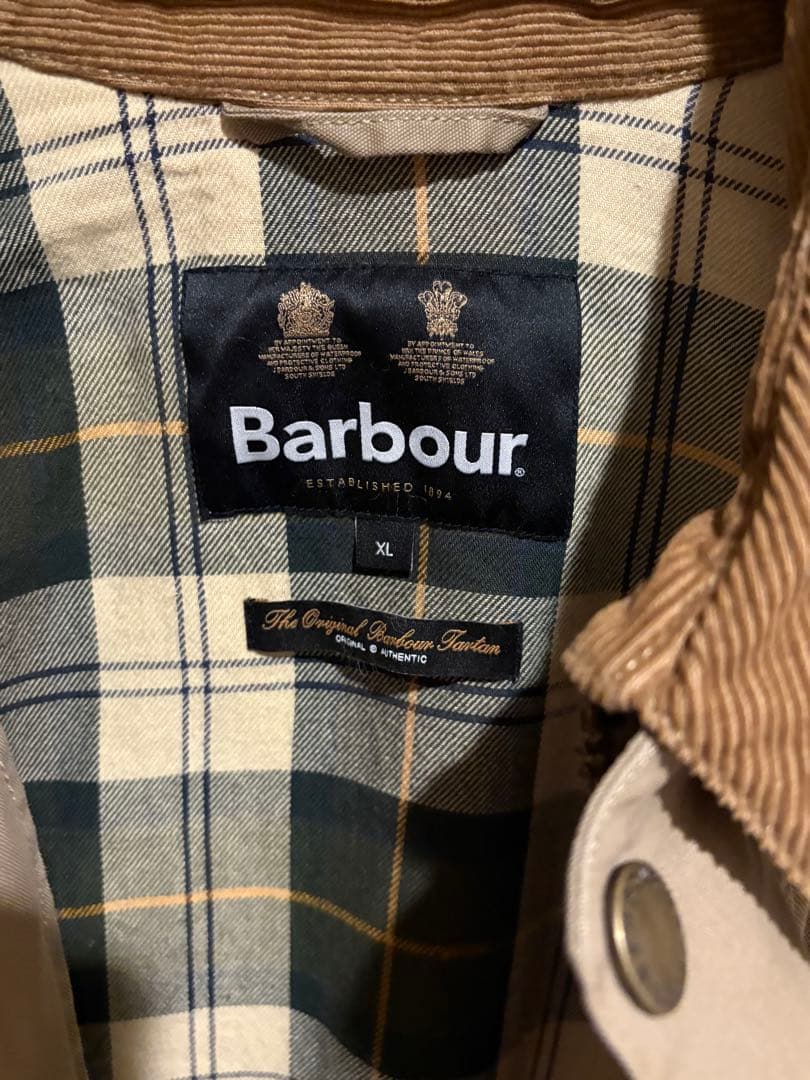 BY APPOINTMENT TO
HER MAJESTY THE QUEEN
MANUFACTURERS OF WATERPROOF
AND PROTECTIVE CLOTHING
J.BARBOUR & SONS LTD
SOUTH SHIELDS
BY APPOINTMENT TO
HRH THE PRINCE OF WALES
MANUFACTURERS OF WATERPROOF
AND PROTECTIVE CLOTHING
J.BARBOUR & SONS LTD
SOUTH SHIELDS
Barbour®
ESTABLISHED 1894
XL
The Original Barbour Tartan
ORIGINAL © AUTHENTIC